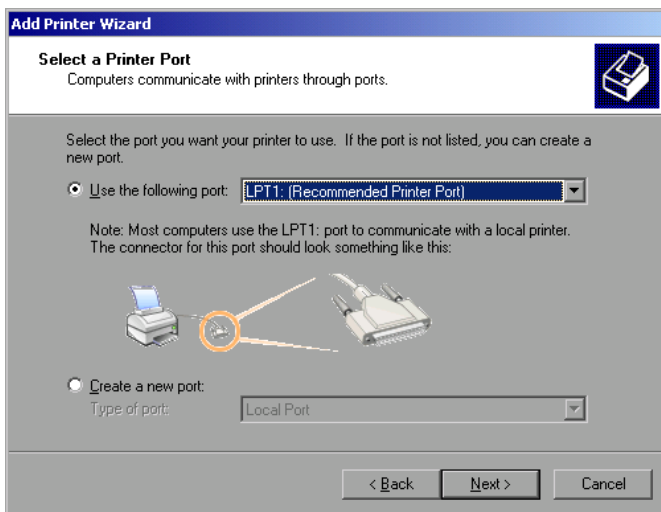 Add Printer Wizard
Select a Printer Port
Computers communicate with printers through ports.
Select the port you want your printer to use. If the port is not listed, you can create a
new port.
Use the following port: LPT1: (Recommended Printer Port)
Note: Most computers use the LPT1: port to communicate with a local printer.
The connector for this port should look something like this:
Create a new port:
Type of port: Local Port
< Back Next > Cancel